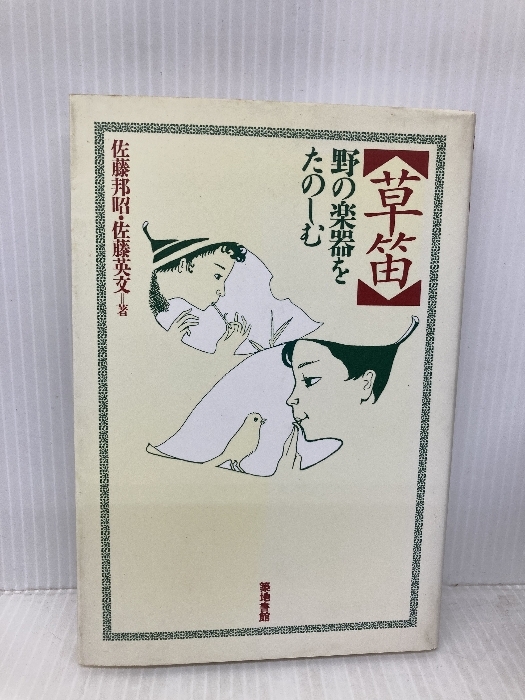 草笛
野の楽器を
たのしむ
佐藤邦昭・佐藤英文＝著
築地書館